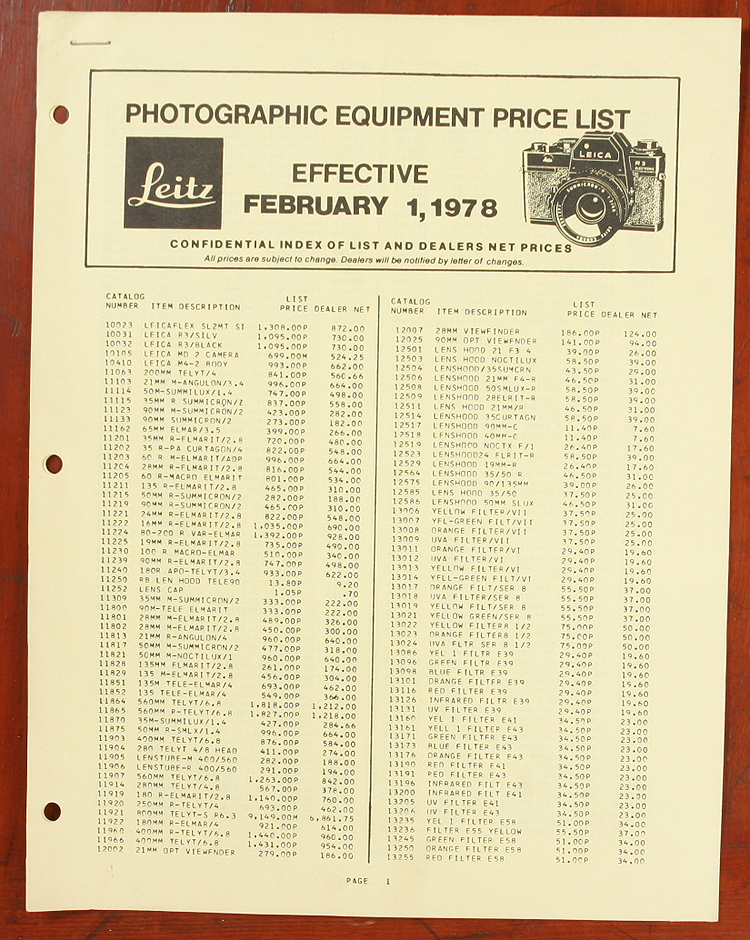 PHOTOGRAPHIC EQUIPMENT PRICE LIST
Leitz
EFFECTIVE
FEBRUARY 1, 1978
LEICA
R3
ELECTRONIC
CONFIDENTIAL INDEX OF LIST AND DEALERS NET PRICES
All prices are subject to change. Dealers will be notified by letter of changes.
CATALOG LIST
NUMBER ITEM DESCRIPTION PRICE DEALER NET
10023 LEICAFLEX SL2MT SI 1,308.00P 872.00
10031 LEICA R3/SILV 1,095.00P 730.00
10032 LEICA R3/BLACK 1,095.00P 730.00
10105 LEICA MD 2 CAMERA 699.00M 524.25
10410 LEICA M4-2 BODY 993.00P 662.00
11063 200MM TELYT/4 841.00P 560.66
11103 21MM M-ANGULON/3.4 996.00P 664.00
11114 50M-SUMMILUX/1.4 747.00P 498.00
11115 35M R SUMMICRON/2 837.00P 558.00
11123 90MM M-SUMMICRON/2 423.00P 282.00
11133 90MM SUMMICRON/2 273.00P 182.00
11162 65MM ELMAR/3.5 399.00P 266.00
11201 35MM R-ELMARIT/2.8 720.00P 480.00
11202 35 R-PA CURTAGON/4 822.00P 548.00
11203 60 R M-ELMARIT/ADP 996.00P 664.00
11204 28MM R-ELMARIT/2.8 816.00P 544.00
11205 60 R-MACRO ELMARIT 801.00P 534.00
11211 135 R-ELMARIT/2.8 465.00P 310.00
11215 50MM R-SUMMICRON/2 282.00P 188.00
11219 90MM R-SUMMICRON/2 465.00P 310.00
11221 24MM R-ELMARIT/2.8 822.00P 548.00
11222 16MM R-ELMARIT/2.8 1,035.00P 690.00
11224 80-200 R VAR-ELMAR 1,392.00P 928.00
11225 19MM R-ELMARIT/2.8 735.00P 490.00
11230 100 R MACRO-ELMAR 510.00P 340.00
11239 90MM R-ELMARIT/2.8 747.00P 498.00
11240 180R APO-TELYT/3.4 933.00P 622.00
11250 RB LEN HOOD TELE90 13.80P 9.20
11252 LENS CAP 1.05P .70
11309 35MM M-SUMMICRON/2 333.00P 222.00
11800 90M-TELE ELMARIT 333.00P 222.00
11801 28MM M-ELMARIT/2.8 489.00P 326.00
11802 28MM M-ELMARIT/2.8 450.00P 300.00
11813 21MM R-ANGULON/4 960.00P 640.00
11817 50MM M-SUMMICRON/2 477.00P 318.00
11821 50MM M-NOCTILUX/1 960.00P 640.00
11828 135MM ELMARIT/2.8 261.00P 174.00
11829 135 M-ELMARIT/2.8 456.00P 304.00
11851 135M TELE-ELMAR/4 693.00P 462.00
11852 135 TELE-ELMAR/4 549.00P 366.00
11864 560MM TELYT/6.8 1,818.00P 1,212.00
11865 560MM R-TELYT/6.8 1,827.00P 1,218.00
11870 35M-SUMMILUX/1.4 427.00P 284.66
11875 50MM R-SMLX/1.4 996.00P 664.00
11903 400MM TELYT/6.8 876.00P 584.00
11904 280 TELYT 4/8 HEAD 411.00P 274.00
11905 LENSTUBE-M 400/560 282.00P 188.00
11906 LENSTUBE-R 400/560 291.00P 194.00
11907 560MM TELYT/6.8 1,263.00P 842.00
11914 280MM TELYT/4.8 567.00P 378.00
11919 180 R-ELMARIT/2.8 1,140.00P 760.00
11920 250MM R-TELYT/4 693.00P 462.00
11921 800MM TELYT-S R6.3 9,149.00M 6,861.75
11922 180MM R-ELMAR/4 921.00P 614.00
11960 400MM R-TELYT/6.8 1,440.00P 960.00
11966 400MM TELYT/6.8 1,431.00P 954.00
12002 21MM OPT VIEWFNDER 279.00P 186.00
CATALOG LIST
NUMBER ITEM DESCRIPTION PRICE DEALER NET
12007 28MM VIEWFINDER 186.00P 124.00
12025 90MM OPT VIEWFINDER 141.00P 94.00
12501 LENS HOOD 21 F3 4 39.00P 26.00
12503 LENS HOOD NOCTILUX 58.50P 39.00
12504 LENSHOOD/35SUMCRN 43.50P 29.00
12506 LENSHOOD 21MM F4-R 46.50P 31.00
12508 LENSHOOD 50SMLUX-R 58.50P 39.00
12509 LENSHOOD 28ELRIT-R 58.50P 39.00
12511 LENS HOOD 21MM/R 46.50P 31.00
12514 LENSHOOD 35CURTAGN 58.50P 39.00
12517 LENSHOOD 90MM-C 11.40P 7.60
12518 LENSHOOD 40MM-C 11.40P 7.60
12519 LENSHOOD NOCTX F/1 26.40P 17.60
12523 LENSHOOD24 ELRIT-R 58.50P 39.00
12529 LENSHOOD 19MM-R 26.40P 17.60
12564 LENSHOOD 35/50 R 46.50P 31.00
12575 LENSHOOD 90/135MM 39.00P 26.00
12585 LENS HOOD 35/50 37.50P 25.00
12586 LENSHOOD 50MM SLUX 46.50P 31.00
13006 YELLOW FILTER/VII 37.50P 25.00
13007 YEL-GREEN FILT/VII 37.50P 25.00
13008 ORANGE FILTER/VII 37.50P 25.00
13009 UVA FILTER/VII 37.50P 25.00
13011 ORANGE FILTER/VI 29.40P 19.60
13012 UVA FILTER/VI 29.40P 19.60
13013 YELLOW FILTER/VI 29.40P 19.60
13014 YELL-GREEN FILT/VI 29.40P 19.60
13017 ORANGE FILT/SER 8 55.50P 37.00
13018 UVA FILTER/SER 8 55.50P 37.00
13019 YELLOW FILT/SER 8 55.50P 37.00
13021 YELLOW GREEN/SER 8 55.50P 37.00
13022 YELLOW FILTER8 1/2 75.00P 50.00
13023 ORANGE FILTER8 1/2 75.00P 50.00
13024 UVA FLTR SER 8 1/2 75.00P 50.00
13086 YEL 1 FILTR E39 29.40P 19.60
13096 GREEN FILTR E39 29.40P 19.60
13098 BLUE FILTR E39 29.40P 19.60
13101 ORANGE FILTER E39 29.40P 19.60
13116 RED FILTER E39 29.40P 19.60
13126 INFRARED FILTR E39 29.40P 19.60
13131 UV FILTER E39 29.40P 19.60
13160 YEL 1 FILTER E41 34.50P 23.00
13161 YELL 1 FILTER E43 34.50P 23.00
13171 GREEN FILTER E43 34.50P 23.00
13173 BLUE FILTER E43 34.50P 23.00
13176 ORANGE FILTER E43 34.50P 23.00
13190 RED FILTER E41 34.50P 23.00
13191 RED FILTER E43 34.50P 23.00
13196 INFRARED FILT E43 34.50P 23.00
13200 INFRARED FILT E41 34.50P 23.00
13205 UV FILTER E41 34.50P 23.00
13206 UV FILTER E43 34.50P 23.00
13235 YEL 1 FILTER E58 51.00P 34.00
13236 FILTER E55 YELLOW 55.50P 37.00
13245 GREEN FILTER E58 51.00P 34.00
13250 ORANGE FILTER E58 51.00P 34.00
13255 RED FILTER E58 51.00P 34.00
PAGE 1